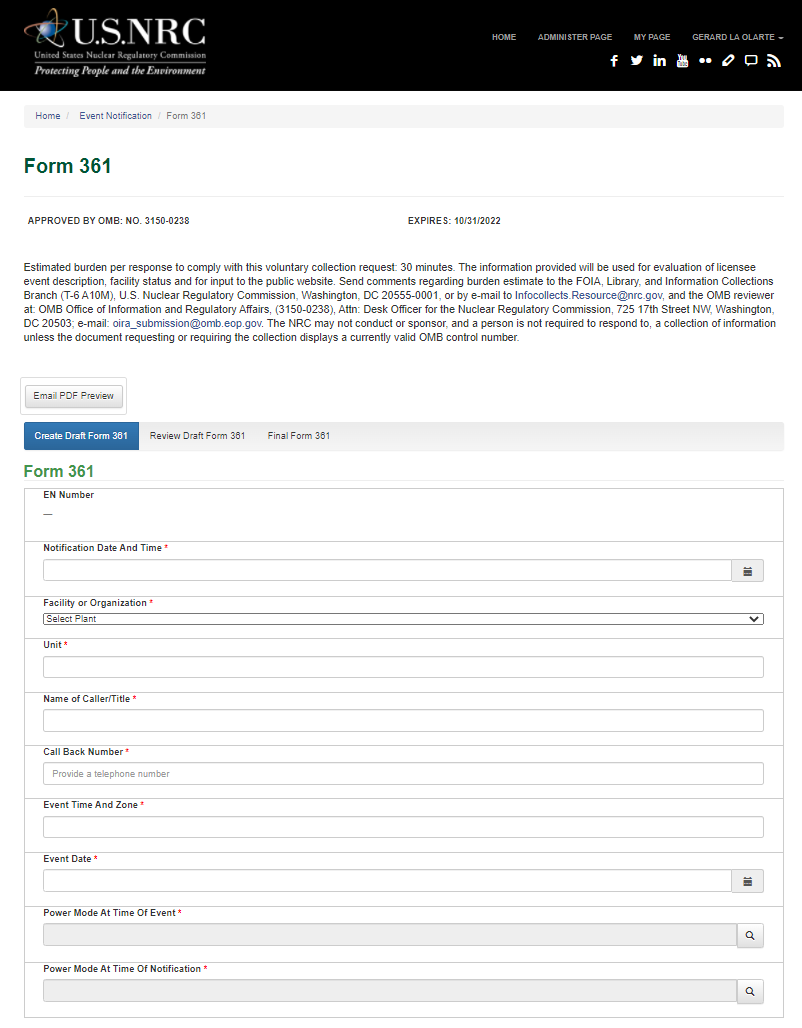 U.S.NRC
United States Nuclear Regulatory Commission
Protecting People and the Environment
HOME ADMINISTER PAGE MY PAGE GERARD LA OLARTE
Home / Event Notification / Form 361
Form 361
APPROVED BY OMB: NO. 3150-0238 EXPIRES: 10/31/2022
Estimated burden per response to comply with this voluntary collection request: 30 minutes. The information provided will be used for evaluation of licensee
event description, facility status and for input to the public website. Send comments regarding burden estimate to the FOIA, Library, and Information Collections
Branch (T-6 A10M), U.S. Nuclear Regulatory Commission, Washington, DC 20555-0001, or by e-mail to Infocollects.Resource@nrc.gov, and the OMB reviewer
at: OMB Office of Information and Regulatory Affairs, (3150-0238), Attn: Desk Officer for the Nuclear Regulatory Commission, 725 17th Street NW, Washington,
DC 20503; e-mail: oira_submission@omb.eop.gov. The NRC may not conduct or sponsor, and a person is not required to respond to, a collection of information
unless the document requesting or requiring the collection displays a currently valid OMB control number.
Email PDF Preview
Create Draft Form 361 Review Draft Form 361 Final Form 361
Form 361
EN Number
—
Notification Date And Time *
Facility or Organization *
Select Plant
Unit *
Name of Caller/Title *
Call Back Number *
Provide a telephone number
Event Time And Zone *
Event Date *
Power Mode At Time Of Event *
Power Mode At Time Of Notification *